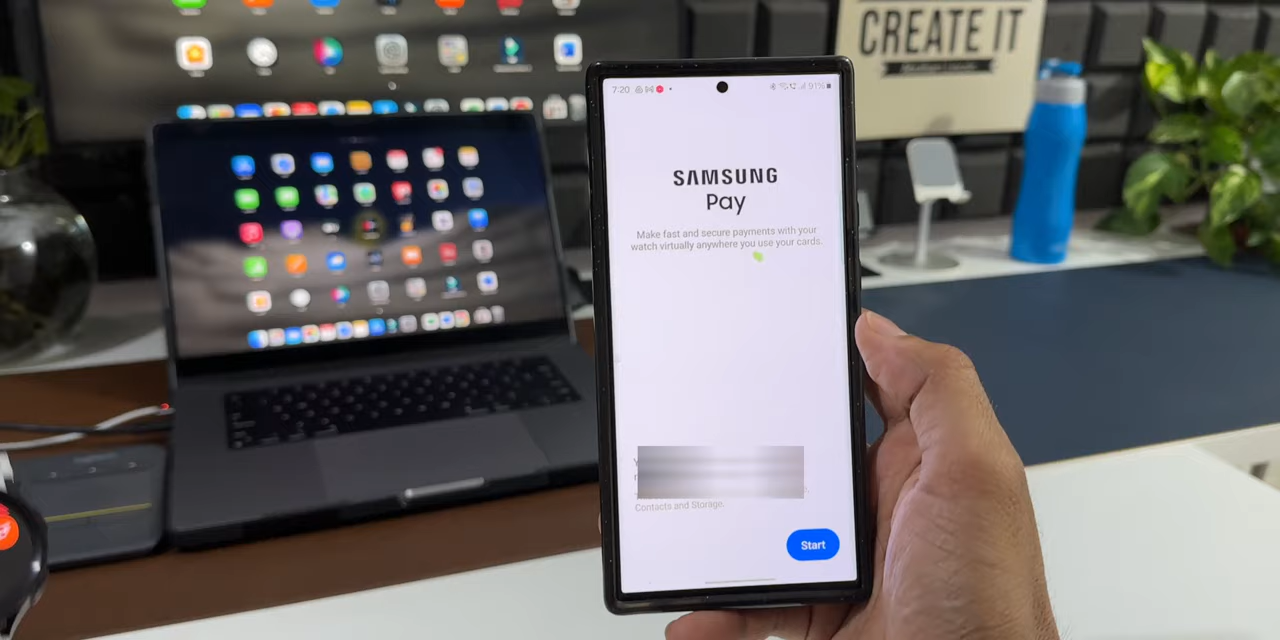 CREATE IT
7:20
91%
SAMSUNG
Pay
Make fast and secure payments with your
watch virtually anywhere you use your cards.
Contacts and Storage.
Start